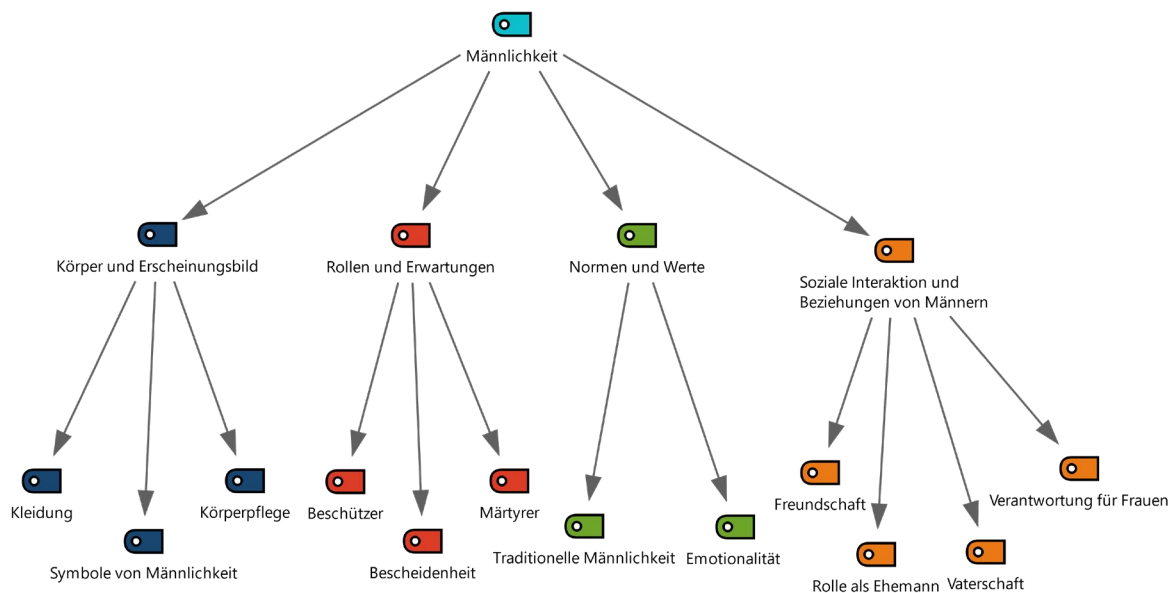 Männlichkeit
Körper und Erscheinungsbild
Rollen und Erwartungen
Normen und Werte
Soziale Interaktion und
Beziehungen von Männern
Kleidung
Symbole von Männlichkeit
Körperpflege
Beschützer
Bescheidenheit
Märtyrer
Traditionelle Männlichkeit
Emotionalität
Freundschaft
Rolle als Ehemann
Vaterschaft
Verantwortung für Frauen